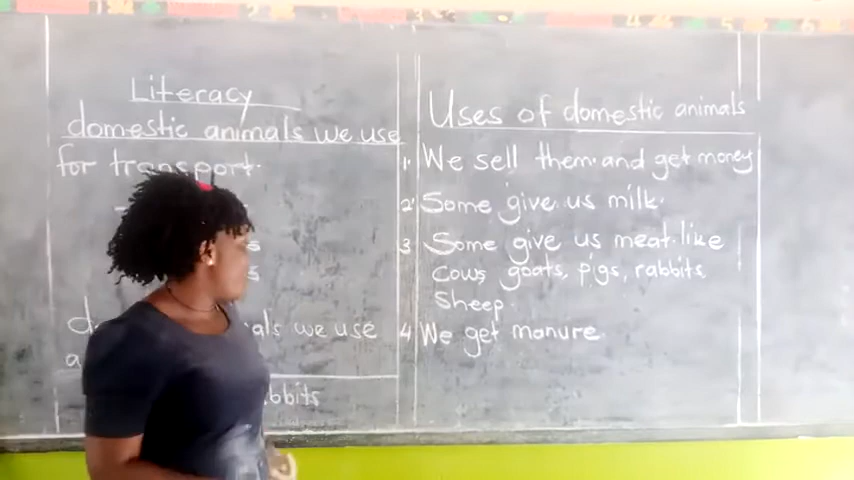 Literacy
domestic animals we use
for transport.
als we use
bbits
Uses of domestic animals
1. We sell them and get money
2. Some give us milk.
3 Some give us meat like
cows, goats, pigs, rabbits,
sheep.
4 We get manure